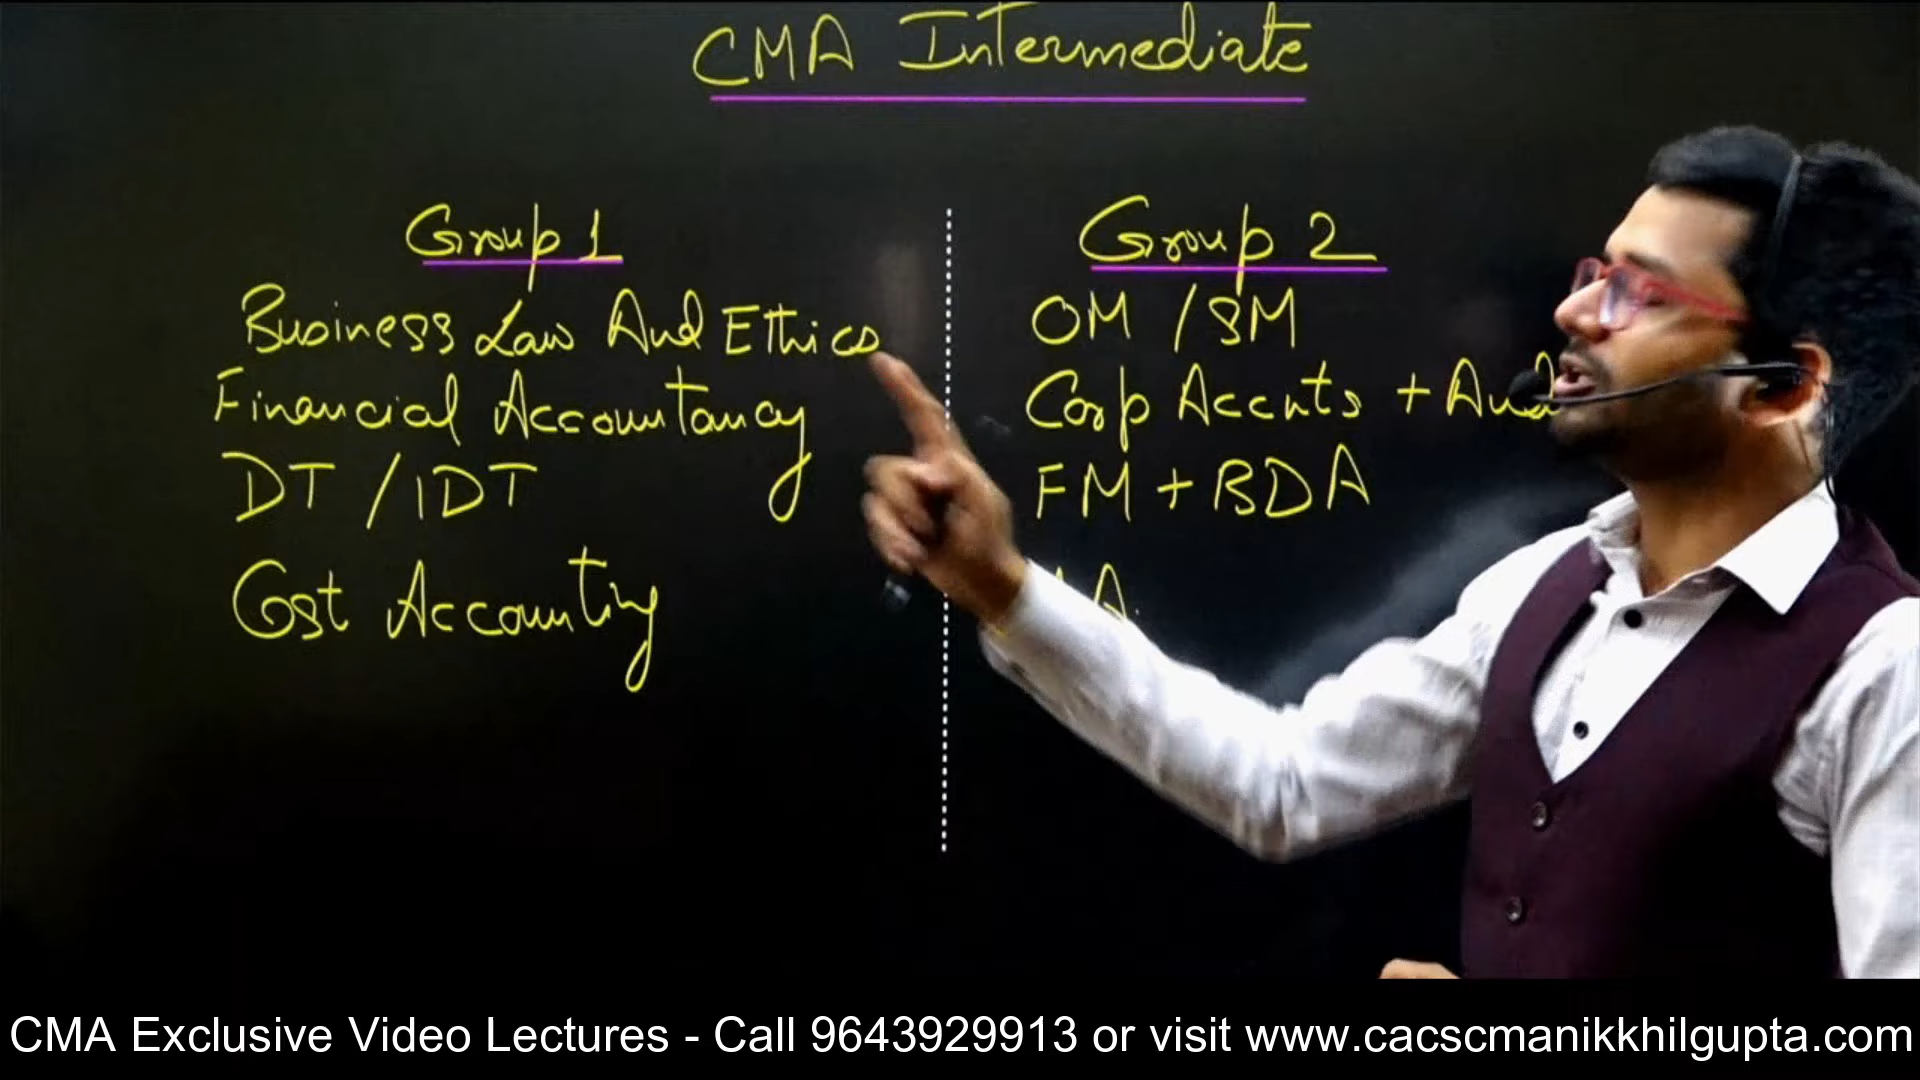 CMA Intermediate
Group 1
Business Law And Ethics
Financial Accountancy
DT / IDT
Cost Accounting
Group 2
OM / SM
Corp Accnts +
FM + BDA
CMA Exclusive Video Lectures - Call 9643929913 or visit www.cacscmanikkhilgupta.com